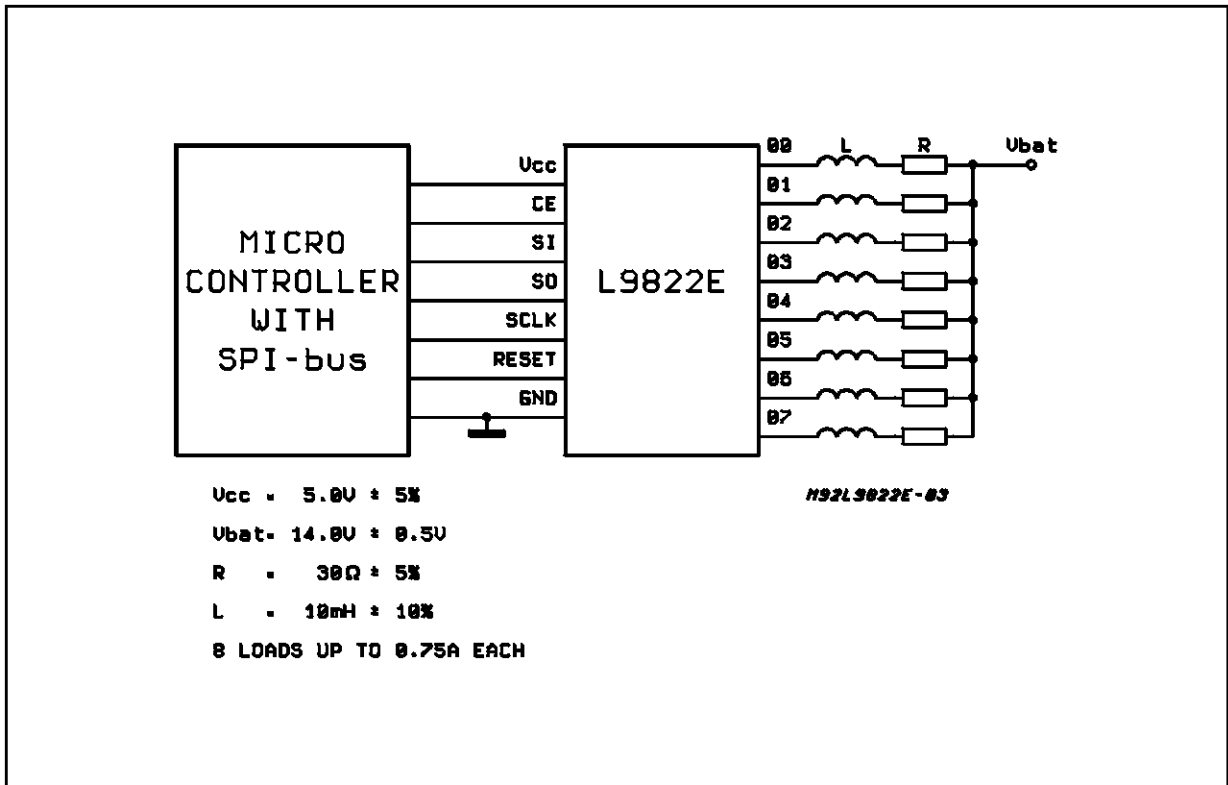 MICRO
CONTROLLER
WITH
SPI-bus
Vcc
CE
SI
SO
SCLK
RESET
GND
L9822E
00
L
R
Vbat
01
02
03
04
05
06
07
Vcc = 5.0V ± 5%
Vbat= 14.0V ± 0.5V
R = 30Ω ± 5%
L = 10mH ± 10%
8 LOADS UP TO 0.75A EACH
M92L9822E-03